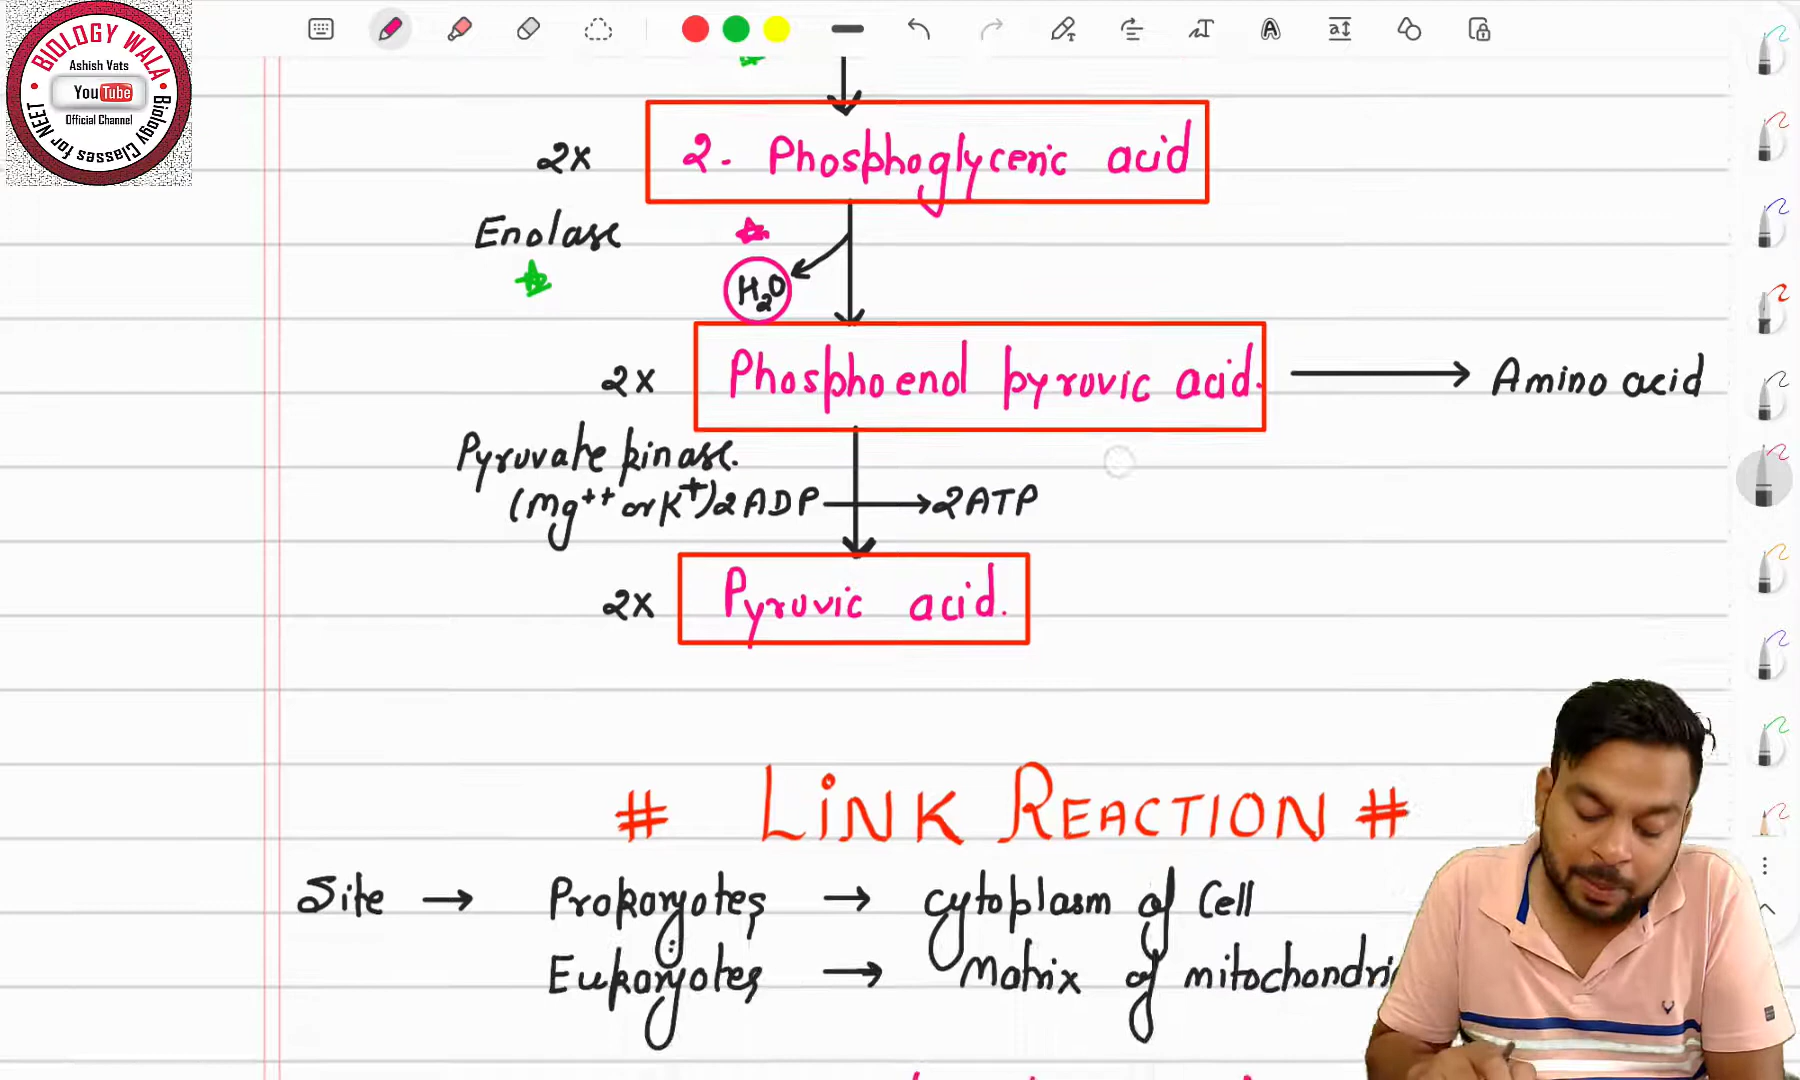 BIOLOGY WALA
Ashish Vats
YouTube
Official Channel
Biology Classes for NEET
2x 2. Phosphoglyceric acid
Enolase
H₂O
2x Phosphoenol pyruvic acid. → Amino acid
Pyruvate kinase.
(Mg⁺⁺ or K⁺) 2ADP → 2ATP
2x Pyruvic acid.
# LiNK REACTION #
Site → Prokaryotes → cytoplasm of Cell
Eukaryotes → Matrix of mitochondri